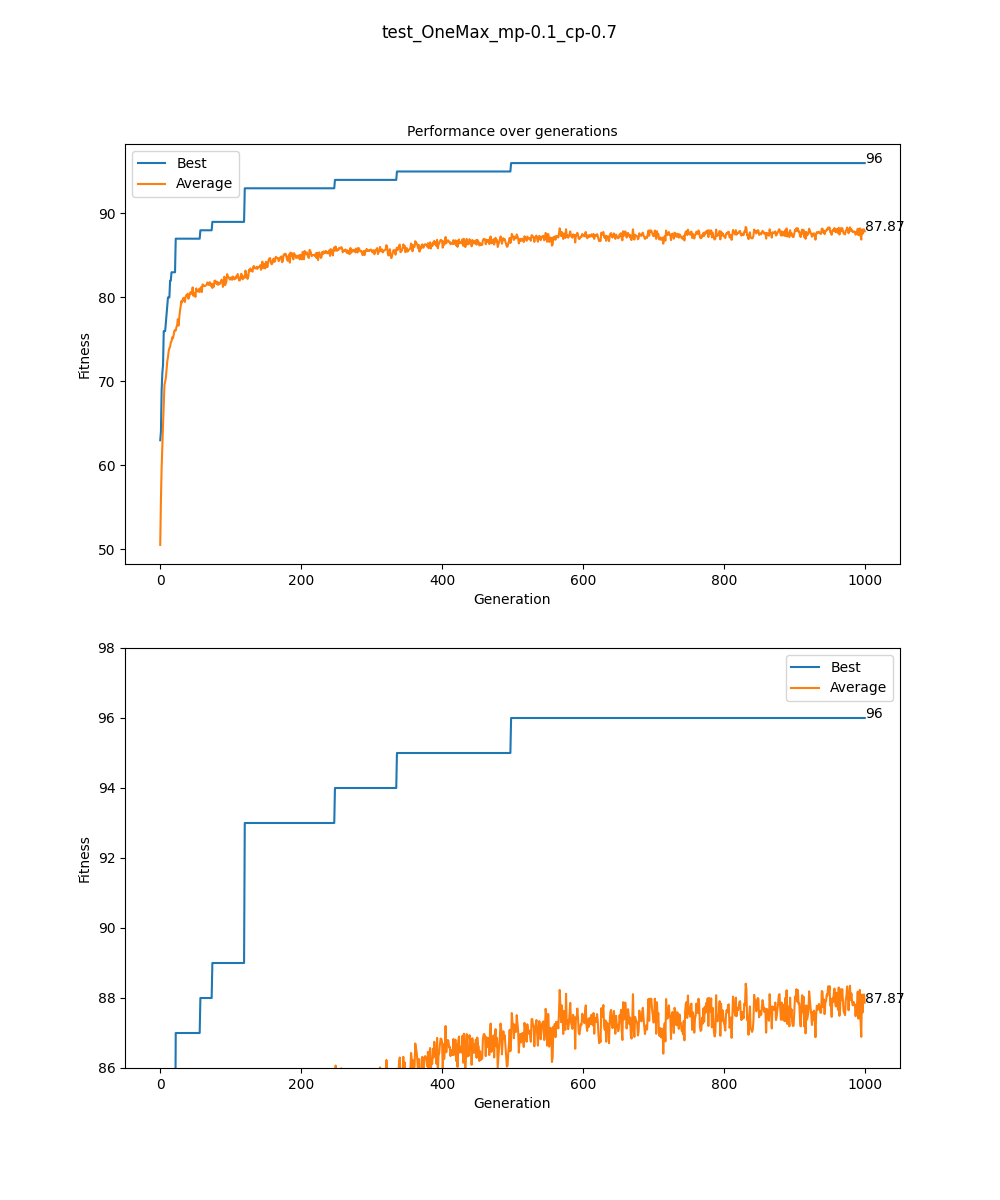 test_OneMax_mp-0.1_cp-0.7
Performance over generations
Best
Average
96
87.87
90
80
70
60
50
Fitness
0 200 400 600 800 1000
Generation
Best
Average
96
87.87
98
96
94
92
90
88
86
Fitness
0 200 400 600 800 1000
Generation